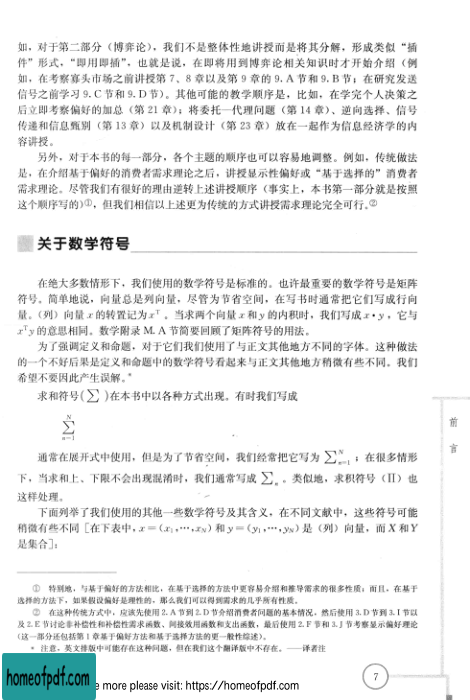 如，对于第二部分（博弈论），我们不是整体性地讲授而是将其分解，形成类似“插
件”形式，“即用即插”，也就是说，在即将用到博弈论相关知识时才开始介绍（例
如，在考察寡头市场之前讲授第 7、8 章以及第 9 章的 9.A 节和 9.B 节；在研究发送
信号之前学习 9.C 节和 9.D 节）。其他可能的教学顺序是，比如，在学完个人决策之
后立即考察偏好的加总（第 21 章）；将委托—代理问题（第 14 章）、逆向选择、信号
传递和信息甄别（第 13 章）以及机制设计（第 23 章）放在一起作为信息经济学的内
容讲授。
另外，对于本书的每一部分，各个主题的顺序也可以容易地调整。例如，传统做法
是，在介绍基于偏好的消费者需求理论之后，讲授显示性偏好或“基于选择的”消费者
需求理论。尽管我们有很好的理由逆转上述讲授顺序（事实上，本书第一部分就是按照
这个顺序写的）①，但我们相信以上述更为传统的方式讲授需求理论完全可行。②
关于数学符号
在绝大多数情形下，我们使用的数学符号是标准的。也许最重要的数学符号是矩阵
符号。简单地说，向量总是列向量，尽管为节省空间，在写书时通常把它们写成行向
量。（列）向量 x 的转置记为 xᵀ 。当求两个向量 x 和 y 的内积时，我们写成 x • y，它与
xᵀy 的意思相同。数学附录 M.A 节简要回顾了矩阵符号的用法。
为了强调定义和命题，对于它们我们使用了与正文其他地方不同的字体。这种做法
的一个不好后果是定义和命题中的数学符号看起来与正文其他地方稍微有些不同。我们
希望不要因此产生误解。*
求和符号(∑ )在本书中以各种方式出现。有时我们写成
N
∑
n=1
通常在展开式中使用，但是为了节省空间，我们经常把它写为 ∑ᴺₙ₌₁ ；在很多情形
下，当求和上、下限不会出现混淆时，我们通常写成 ∑ₙ 。类似地，求积符号（Π）也
这样处理。
下面列举了我们使用的其他一些数学符号及其含义，在不同文献中，这些符号可能
稍微有些不同［在下表中，x＝(x₁,…,xɴ) 和 y＝(y₁,…,yɴ) 是（列）向量，而 X 和 Y
是集合］：
前言
① 特别地，与基于偏好的方法相比，在基于选择的方法中更容易介绍和推导需求的很多性质；而且，在基于
选择的方法下，如果假设偏好是理性的，那么我们可以得到需求的几乎所有性质。
② 在这种传统方式中，应该先使用 2.A 节到 2.D 节介绍消费者问题的基本情况，然后使用 3.D 节到 3.I 节以
及 2.E 节讨论非补偿性和补偿性需求函数、间接效用函数和支出函数，最后使用 2.F 节和 3.J 节考察显示偏好理论
（这一部分还包括第 1 章基于偏好方法和基于选择方法的更一般性综述）。
* 注意，英文排版中可能存在这种问题，但在我们这个翻译版中不存在。——译者注
7
homeofpdf.com
e more please visit: https://homeofpdf.com